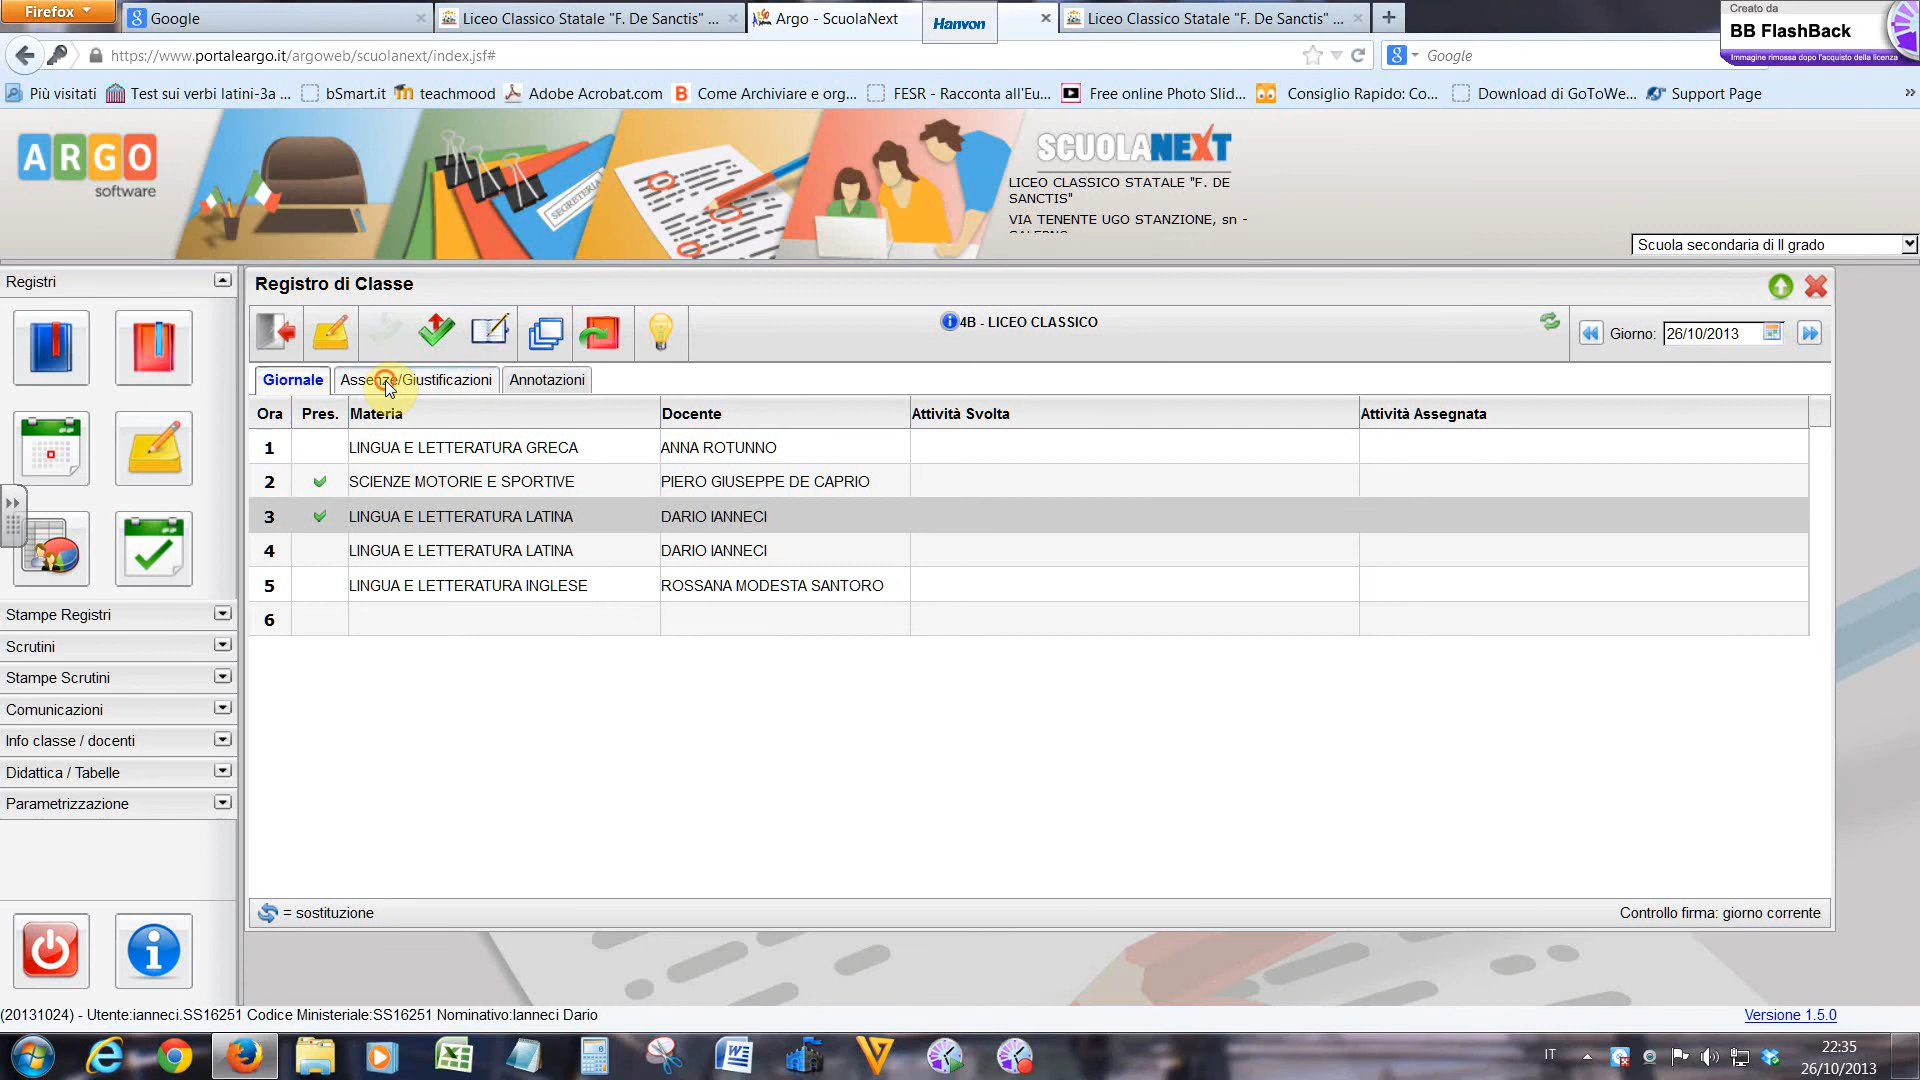 Firefox
Google
Liceo Classico Statale "F. De Sanctis" ...
Argo - ScuolaNext
Hanvon
Liceo Classico Statale "F. De Sanctis" ...
Creato da
BB FlashBack
Immagine rimossa dopo l'acquisto della licenza
https://www.portaleargo.it/argoweb/scuolanext/index.jsf#
Google
Più visitati
Test sui verbi latini-3a ...
bSmart.it
teachmood
Adobe Acrobat.com
Come Archiviare e org...
FESR - Racconta all'Eu...
Free online Photo Slid...
Consiglio Rapido: Co...
Download di GoToWe...
Support Page
ARGO
software
SEGRETERIA
SCUOLANEXT
LICEO CLASSICO STATALE "F. DE
SANCTIS"
VIA TENENTE UGO STANZIONE, sn -
Scuola secondaria di II grado
Registri
Registro di Classe
4B - LICEO CLASSICO
Giorno: 26/10/2013
Giornale
Assenze/Giustificazioni
Annotazioni
Ora Pres. Materia Docente Attività Svolta Attività Assegnata
1 LINGUA E LETTERATURA GRECA ANNA ROTUNNO
2 SCIENZE MOTORIE E SPORTIVE PIERO GIUSEPPE DE CAPRIO
3 LINGUA E LETTERATURA LATINA DARIO IANNECI
4 LINGUA E LETTERATURA LATINA DARIO IANNECI
5 LINGUA E LETTERATURA INGLESE ROSSANA MODESTA SANTORO
6
Stampe Registri
Scrutini
Stampe Scrutini
Comunicazioni
Info classe / docenti
Didattica / Tabelle
Parametrizzazione
= sostituzione
Controllo firma: giorno corrente
(20131024) - Utente:ianneci.SS16251 Codice Ministeriale:SS16251 Nominativo:Ianneci Dario
Versione 1.5.0
IT
22:35
26/10/2013